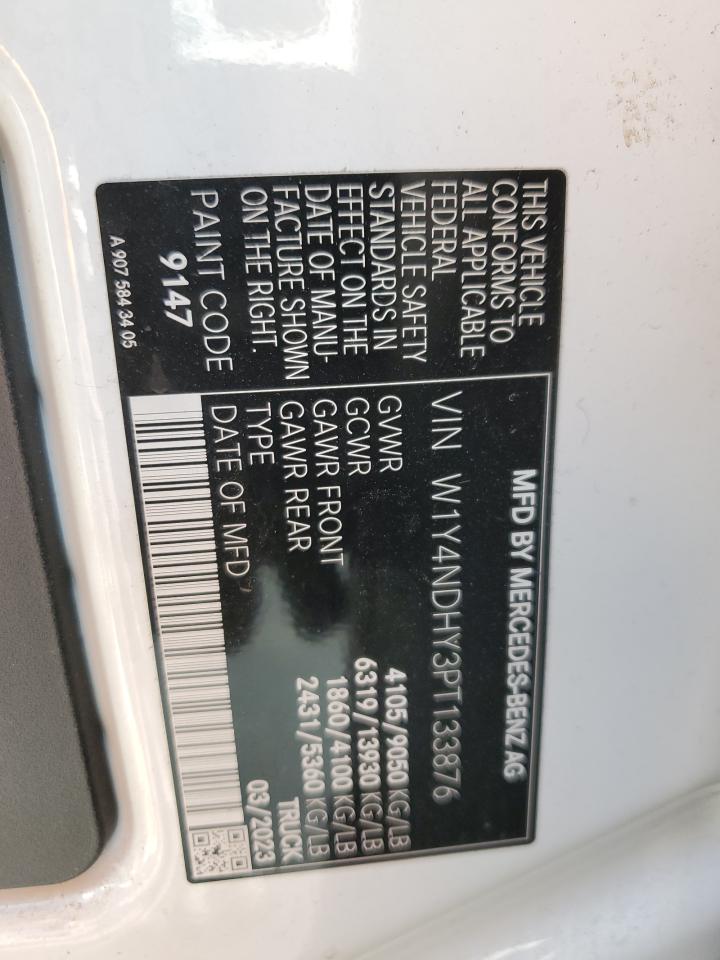 THIS VEHICLE
CONFORMS TO
ALL APPLICABLE
FEDERAL
VEHICLE SAFETY
STANDARDS IN
EFFECT ON THE
DATE OF MANU-
FACTURE SHOWN
ON THE RIGHT.
PAINT CODE
9147
A 907 584 34 05
MFD BY MERCEDES-BENZ AG
VIN W1Y4NDHY3PT133876
GVWR 4105/9050 KG/LB
GCWR 6319/13930 KG/LB
GAWR FRONT 1860/4100 KG/LB
GAWR REAR 2431/5360 KG/LB
TYPE TRUCK
DATE OF MFD 03/2023